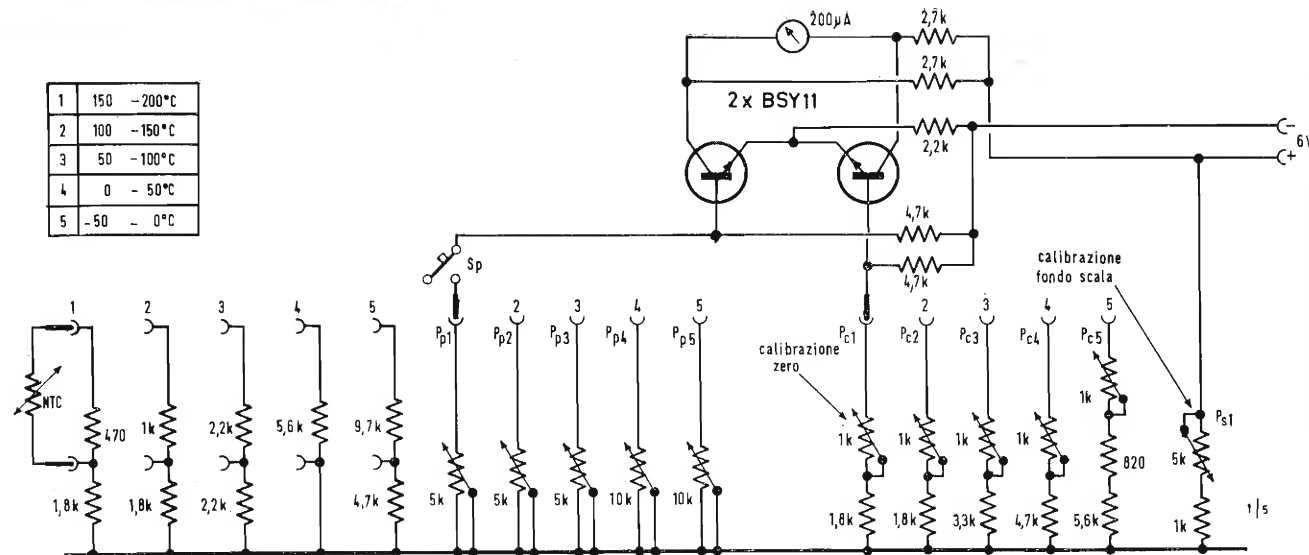 200µA
2,7k
2,7k
2 x BSY11
2,2k
-
6V
+
1 150 -200°C
2 100 -150°C
3 50 -100°C
4 0 - 50°C
5 -50 - 0°C
4,7k
4,7k
Sp
calibrazione
fondo scala
1 2 3 4 5
Pp1 2 Pp2 3 Pp3 4 Pp4 5 Pp5
Pc1 2 Pc2 3 Pc3 4 Pc4 5 Pc5
calibrazione
zero
NTC
470 1k 2,2k 5,6k 9,7k
1k 1k 1k 1k 1k
Ps1
1,8k 1,8k 2,2k 4,7k
5k 5k 5k 10k 10k
1,8k 1,8k 3,3k 4,7k 820 5,6k
5k
1k
1/5